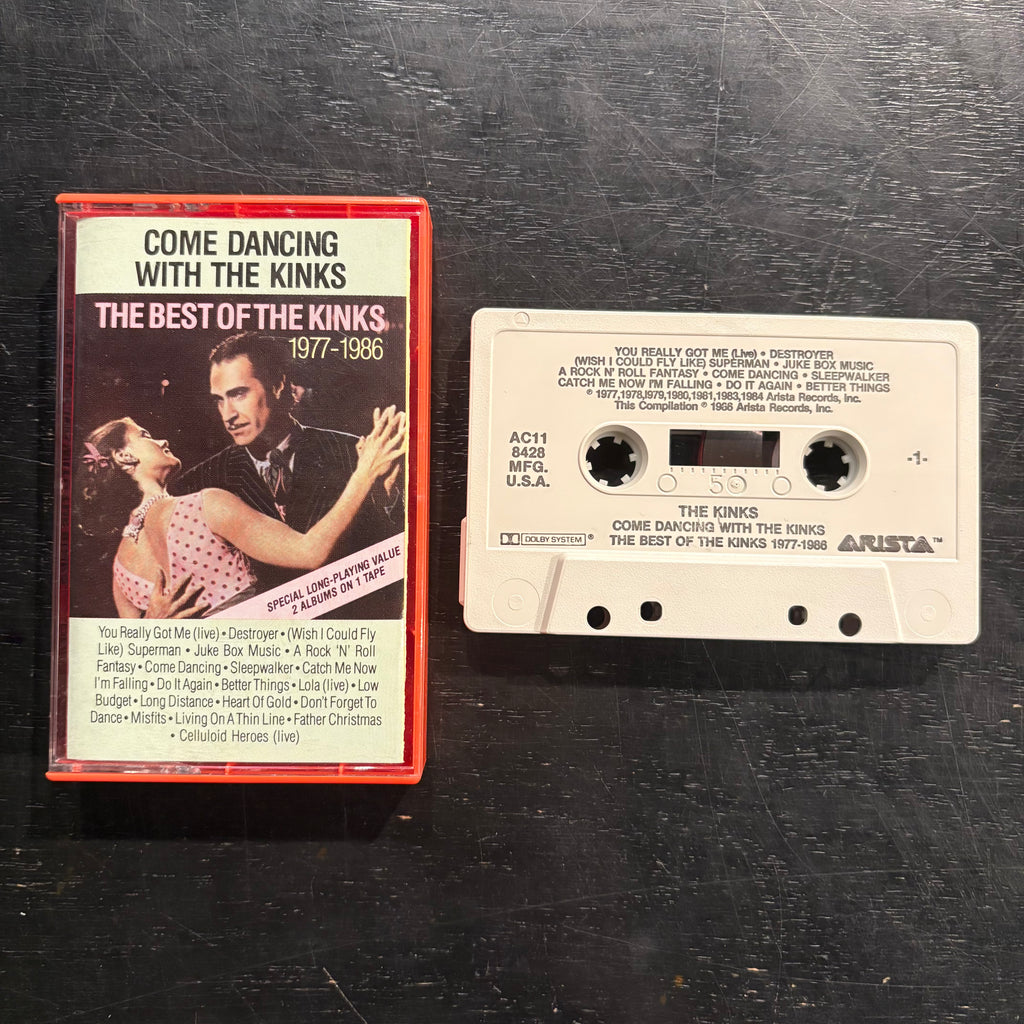 COME DANCING
WITH THE KINKS
THE BEST OF THE KINKS
1977-1986
SPECIAL LONG-PLAYING VALUE
2 ALBUMS ON 1 TAPE
You Really Got Me (live) • Destroyer • (Wish I Could Fly
Like) Superman • Juke Box Music • A Rock 'N' Roll
Fantasy • Come Dancing • Sleepwalker • Catch Me Now
I'm Falling • Do It Again • Better Things • Lola (live) • Low
Budget • Long Distance • Heart Of Gold • Don't Forget To
Dance • Misfits • Living On A Thin Line • Father Christmas
• Celluloid Heroes (live)
YOU REALLY GOT ME (Live) • DESTROYER
(WISH I COULD FLY LIKE) SUPERMAN • JUKE BOX MUSIC
A ROCK N' ROLL FANTASY • COME DANCING • SLEEPWALKER
CATCH ME NOW I'M FALLING • DO IT AGAIN • BETTER THINGS
℗ 1977,1978,1979,1980,1981,1983,1984 Arista Records, Inc.
This Compilation ℗ 1986 Arista Records, Inc.
AC11
8428
MFG.
U.S.A.
-1-
50
THE KINKS
COME DANCING WITH THE KINKS
THE BEST OF THE KINKS 1977-1986
DOLBY SYSTEM ®
ARISTA™